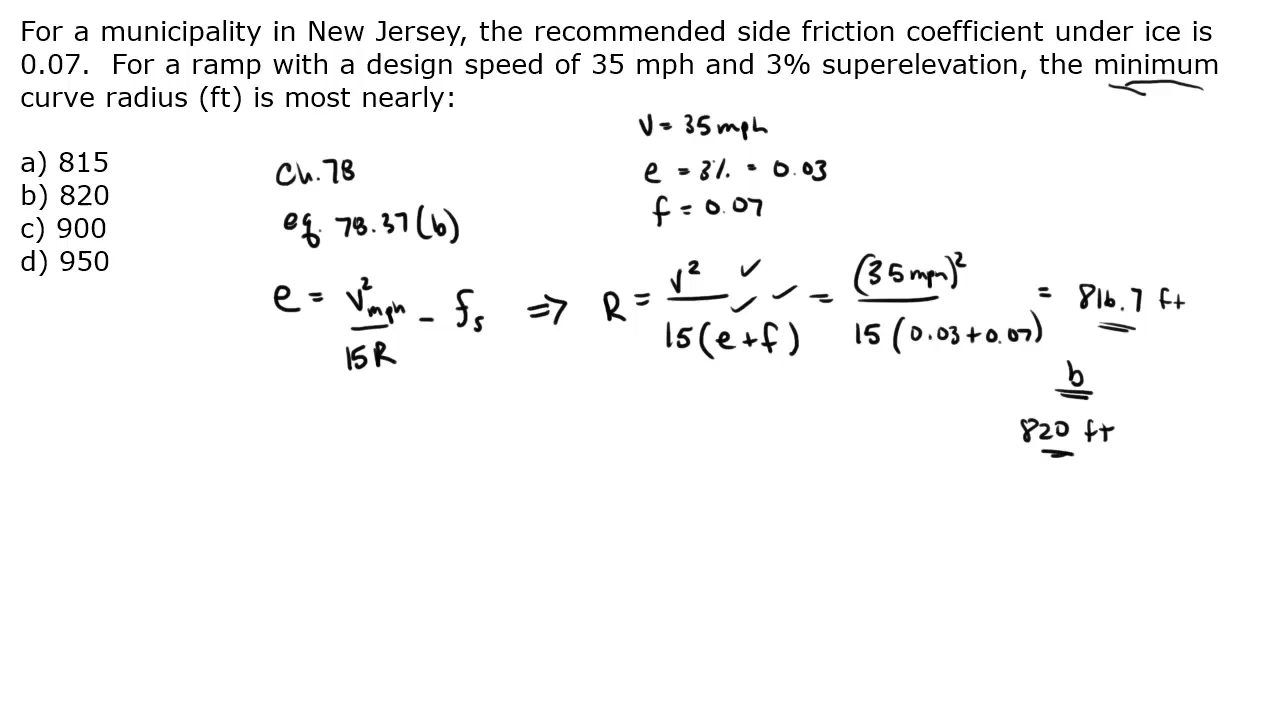 For a municipality in New Jersey, the recommended side friction coefficient under ice is
0.07. For a ramp with a design speed of 35 mph and 3% superelevation, the minimum
curve radius (ft) is most nearly:
a) 815
b) 820
c) 900
d) 950
Ch. 78
eq. 78.37(b)
V = 35 mph
e = 3% = 0.03
f = 0.07
e = V²mph / 15R - fs ⇒ R = V² / 15(e+f) = (35mph)² / 15(0.03+0.07) = 816.7 ft
b
820 ft